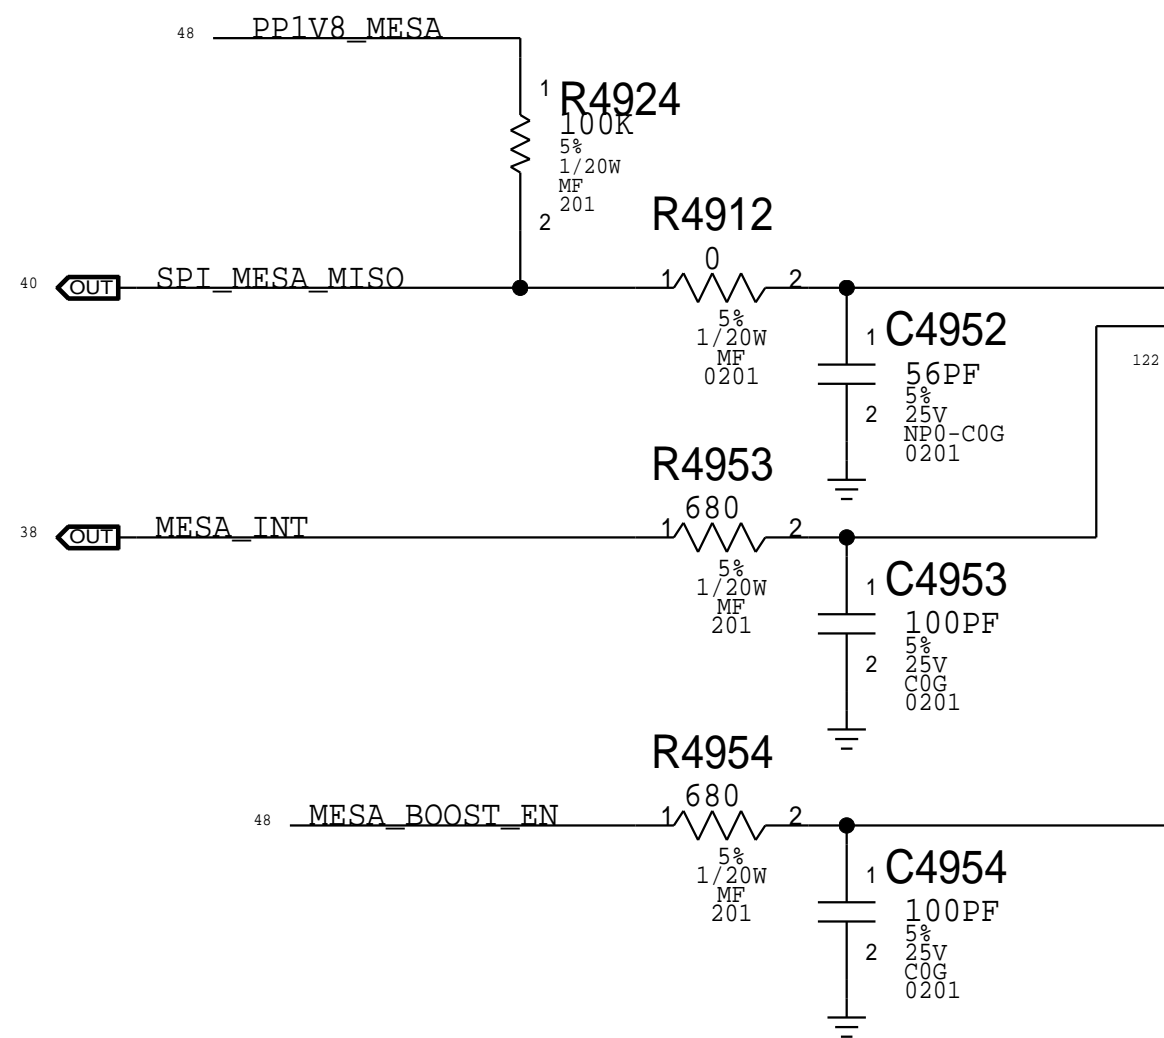 48 PP1V8_MESA
1 R4924
100K
5%
1/20W
MF
201
2
R4912
0
40 OUT SPI_MESA_MISO 1 2
5%
1/20W
MF
0201
1 C4952
56PF
5%
2 25V
NP0-C0G
0201
122
R4953
680
38 OUT MESA_INT 1 2
5%
1/20W
MF
201
1 C4953
100PF
5%
2 25V
C0G
0201
R4954
680
48 MESA_BOOST_EN 1 2
5%
1/20W
MF
201
1 C4954
100PF
5%
2 25V
C0G
0201